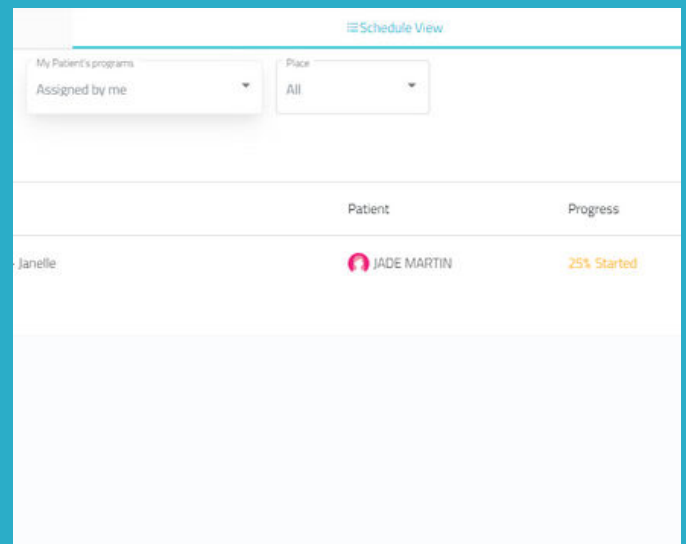 Schedule View
My Patient's programs
Place
Assigned by me
All
Patient
Progress
- Janelle
JADE MARTIN
25% Started